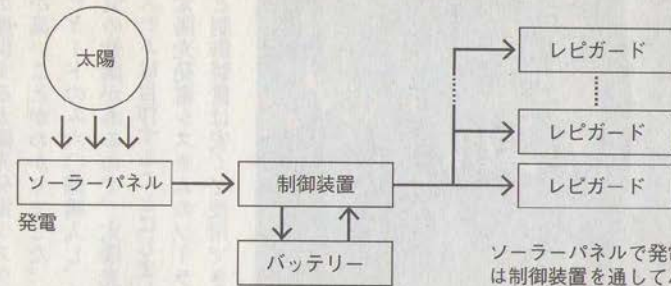 太陽
レピガード
レピガード
レピガード
ソーラーパネル
発電
制御装置
バッテリー
ソーラーパネルで発電
は制御装置を通して